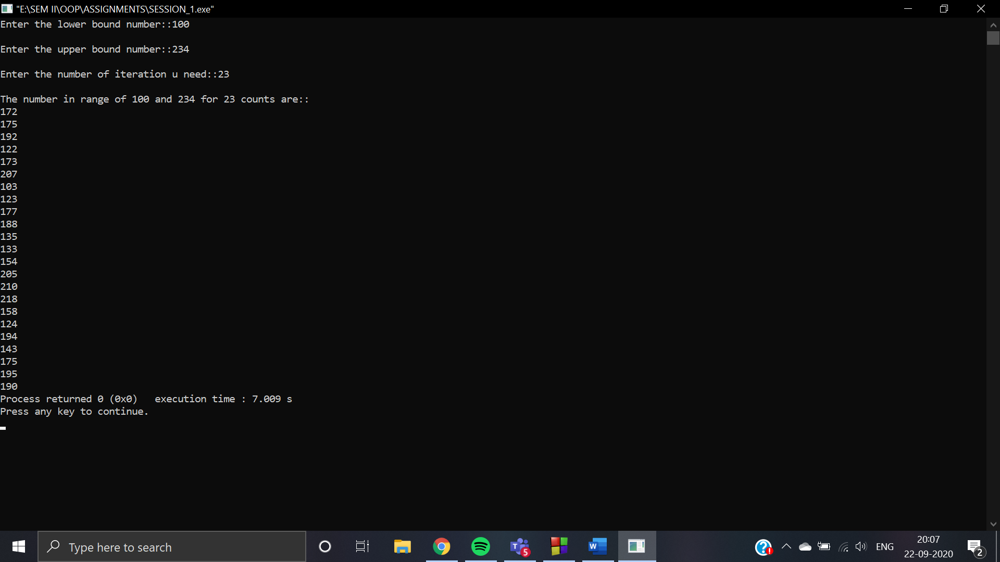 "E:\SEM II\OOP\ASSIGNMENTS\SESSION_1.exe"
Enter the lower bound number::100
Enter the upper bound number::234
Enter the number of iteration u need::23
The number in range of 100 and 234 for 23 counts are::
172
175
192
122
173
207
103
123
177
188
135
133
154
205
210
218
158
124
194
143
175
195
190
Process returned 0 (0x0)   execution time : 7.009 s
Press any key to continue.
Type here to search
T 5
W
?!
ENG
20:07
22-09-2020
2